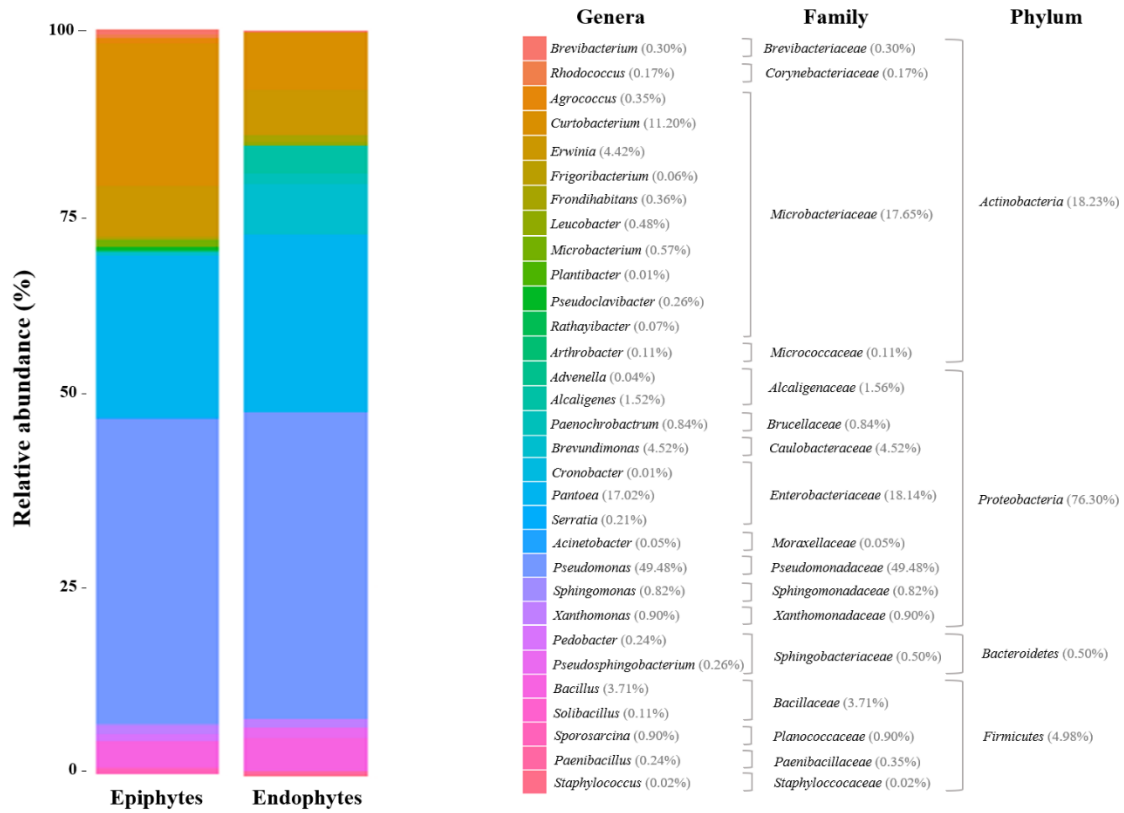 Genera Family Phylum
100
75
50
25
0
Relative abundance (%)
Epiphytes Endophytes
Brevibacterium (0.30%) Brevibacteriaceae (0.30%)
Rhodococcus (0.17%) Corynebacteriaceae (0.17%)
Agrococcus (0.35%)
Curtobacterium (11.20%)
Erwinia (4.42%)
Frigoribacterium (0.06%)
Frondihabitans (0.36%)
Leucobacter (0.48%)
Microbacteriaceae (17.65%)
Actinobacteria (18.23%)
Microbacterium (0.57%)
Plantibacter (0.01%)
Pseudoclavibacter (0.26%)
Rathayibacter (0.07%)
Arthrobacter (0.11%) Micrococcaceae (0.11%)
Advenella (0.04%)
Alcaligenaceae (1.56%)
Alcaligenes (1.52%)
Paenochrobactrum (0.84%) Brucellaceae (0.84%)
Brevundimonas (4.52%) Caulobacteraceae (4.52%)
Cronobacter (0.01%)
Pantoea (17.02%) Enterobacteriaceae (18.14%) Proteobacteria (76.30%)
Serratia (0.21%)
Acinetobacter (0.05%) Moraxellaceae (0.05%)
Pseudomonas (49.48%) Pseudomonadaceae (49.48%)
Sphingomonas (0.82%) Sphingomonadaceae (0.82%)
Xanthomonas (0.90%) Xanthomonadaceae (0.90%)
Pedobacter (0.24%)
Sphingobacteriaceae (0.50%) Bacteroidetes (0.50%)
Pseudosphingobacterium (0.26%)
Bacillus (3.71%)
Bacillaceae (3.71%)
Solibacillus (0.11%)
Sporosarcina (0.90%) Planococcaceae (0.90%) Firmicutes (4.98%)
Paenibacillus (0.24%) Paenibacillaceae (0.35%)
Staphylococcus (0.02%) Staphyloccocaceae (0.02%)